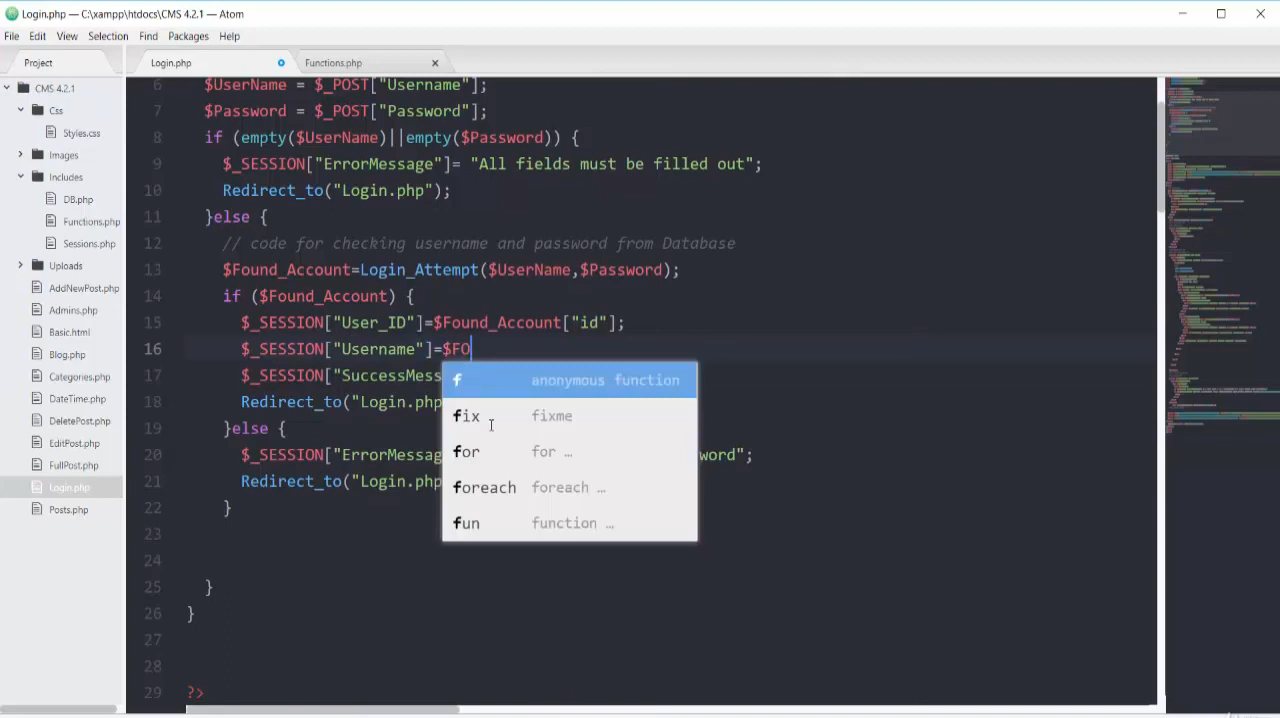 Login.php — C:\xampp\htdocs\CMS 4.2.1 — Atom
File Edit View Selection Find Packages Help
Project
Login.php
Functions.php
CMS 4.2.1
Css
Styles.css
Images
Includes
DB.php
Functions.php
Sessions.php
Uploads
AddNewPost.php
Admins.php
Basic.html
Blog.php
Categories.php
DateTime.php
DeletePost.php
EditPost.php
FullPost.php
Login.php
Posts.php
6 $UserName = $_POST["Username"];
7 $Password = $_POST["Password"];
8 if (empty($UserName)||empty($Password)) {
9 $_SESSION["ErrorMessage"]= "All fields must be filled out";
10 Redirect_to("Login.php");
11 }else {
12 // code for checking username and password from Database
13 $Found_Account=Login_Attempt($UserName,$Password);
14 if ($Found_Account) {
15 $_SESSION["User_ID"]=$Found_Account["id"];
16 $_SESSION["Username"]=$FO
17 $_SESSION["SuccessMess
18 Redirect_to("Login.php
19 }else {
20 $_SESSION["ErrorMessag word";
21 Redirect_to("Login.php
22 }
23
24
25 }
26 }
27
28
29 ?>
f anonymous function
fix fixme
for for …
foreach foreach …
fun function …